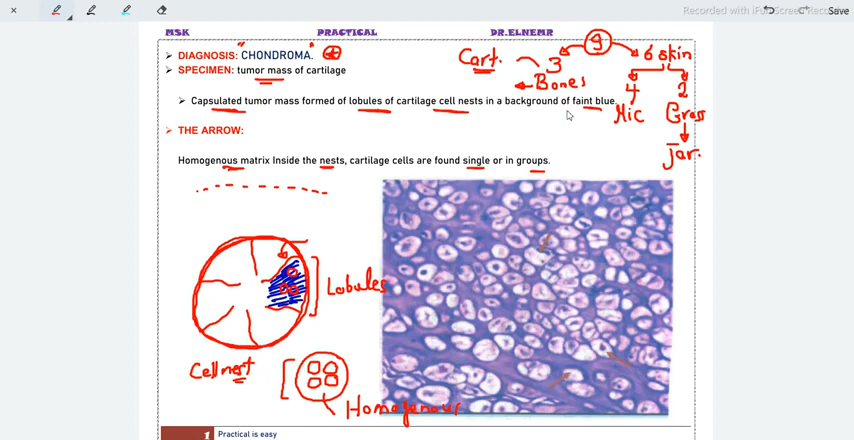 Recorded with iFun Screen Recorder
Save
MSK PRACTICAL DR.ELNEMR
➤ DIAGNOSIS: "CHONDROMA."
➤ SPECIMEN: tumor mass of cartilage
➤ Capsulated tumor mass formed of lobules of cartilage cell nests in a background of faint blue.
➤ THE ARROW:
Homogenous matrix Inside the nests, cartilage cells are found single or in groups.
9
Cart. 3 6 skin
Bones
4 2
Mic Gross
jar.
Lobules
Cell nest
Homogenous
1 Practical is easy